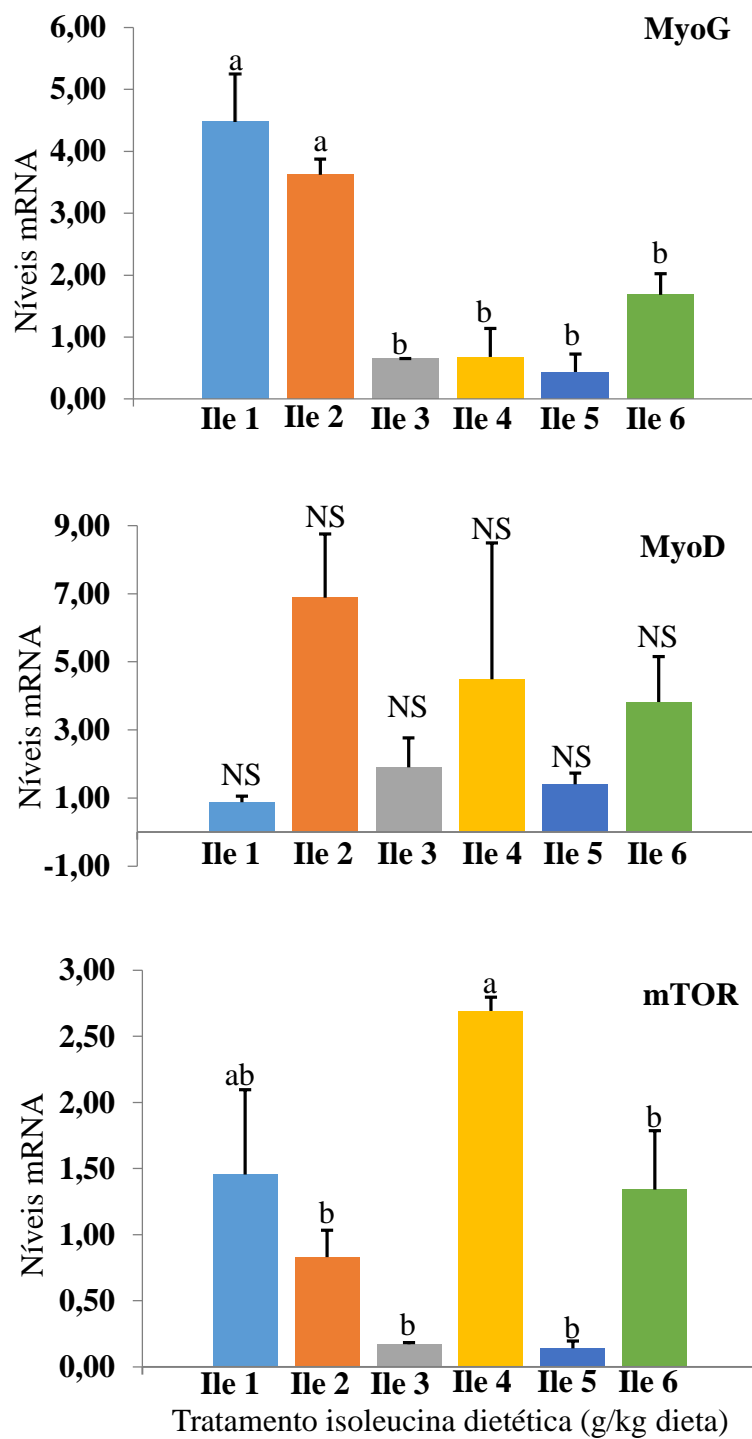 MyoG
6,00
5,00
4,00
3,00
2,00
1,00
0,00
Níveis mRNA
a
a
b
b
b
b
Ile 1 Ile 2 Ile 3 Ile 4 Ile 5 Ile 6
MyoD
9,00
7,00
5,00
3,00
1,00
-1,00
Níveis mRNA
NS
NS
NS
NS
NS
NS
Ile 1 Ile 2 Ile 3 Ile 4 Ile 5 Ile 6
mTOR
3,00
2,50
2,00
1,50
1,00
0,50
0,00
Níveis mRNA
ab
b
b
a
b
b
Ile 1 Ile 2 Ile 3 Ile 4 Ile 5 Ile 6
Tratamento isoleucina dietética (g/kg dieta)